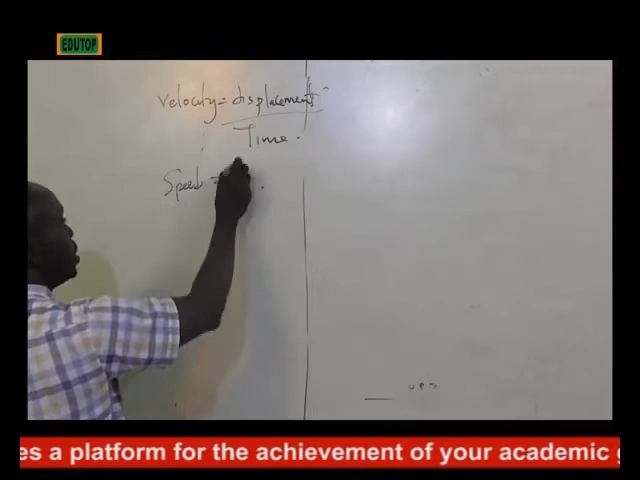 EDUTOP
velocity = displacement
Time.
Speed =
es a platform for the achievement of your academic g